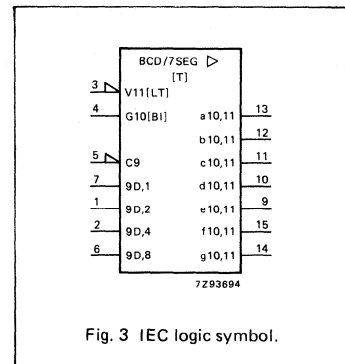 BCD/7SEG ▷
[T]
3 V11[LT]
4 G10[BI] a10,11 13
b10,11 12
5 C9 c10,11 11
7 9D,1 d10,11 10
1 9D,2 e10,11 9
2 9D,4 f10,11 15
6 9D,8 g10,11 14
7Z93694
Fig. 3 IEC logic symbol.